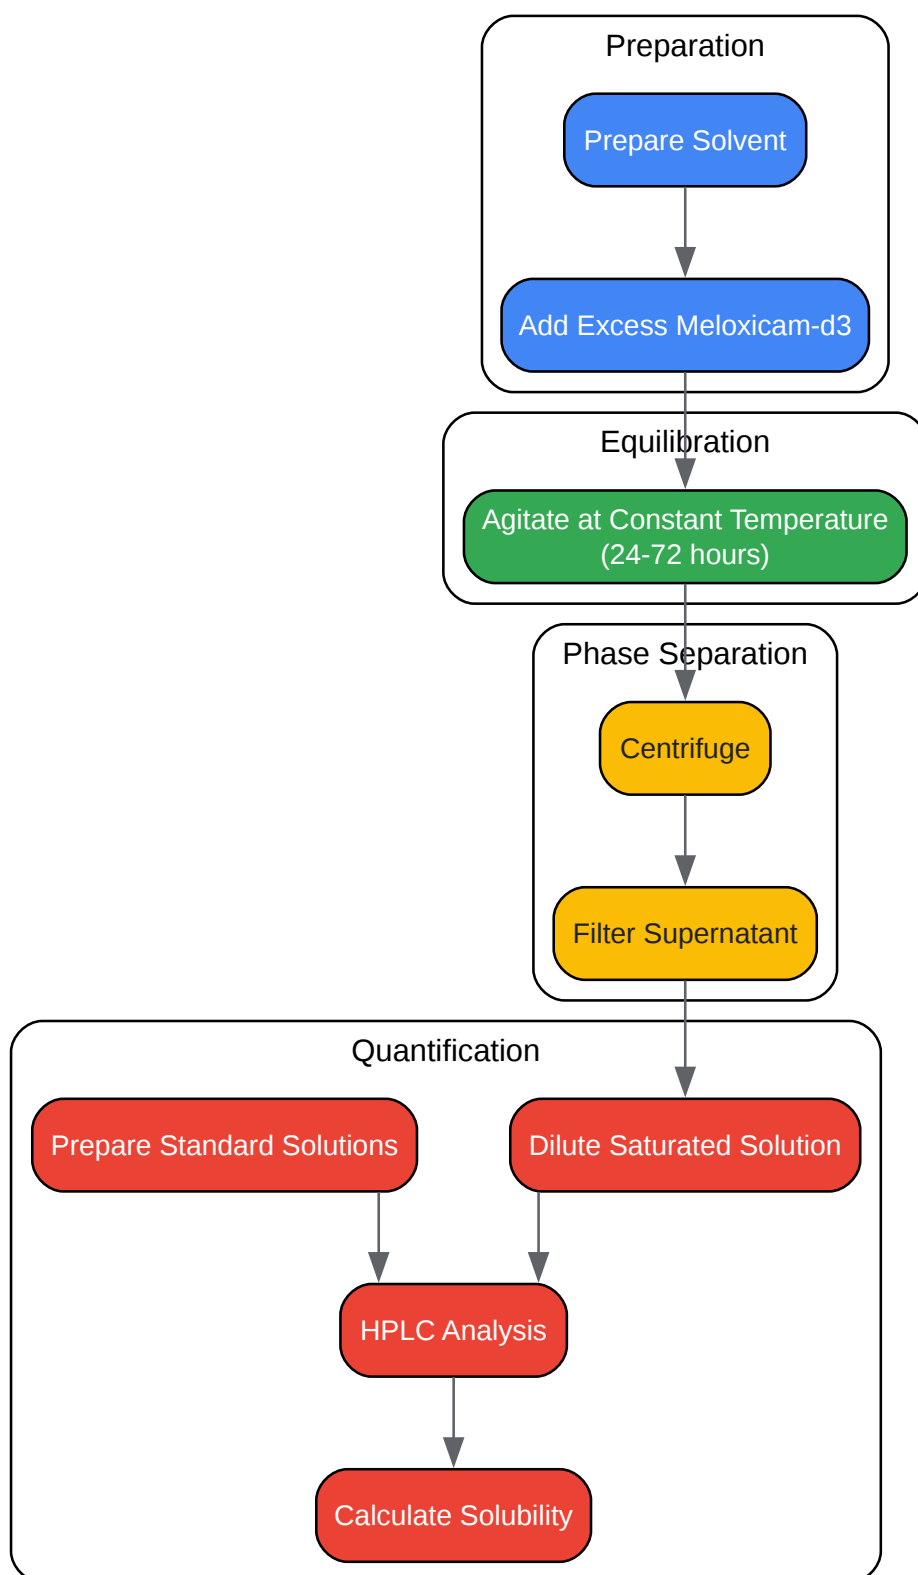 Preparation
Prepare Solvent
Add Excess Meloxicam-d3
Equilibration
Agitate at Constant Temperature
(24-72 hours)
Phase Separation
Centrifuge
Filter Supernatant
Quantification
Prepare Standard Solutions
Dilute Saturated Solution
HPLC Analysis
Calculate Solubility